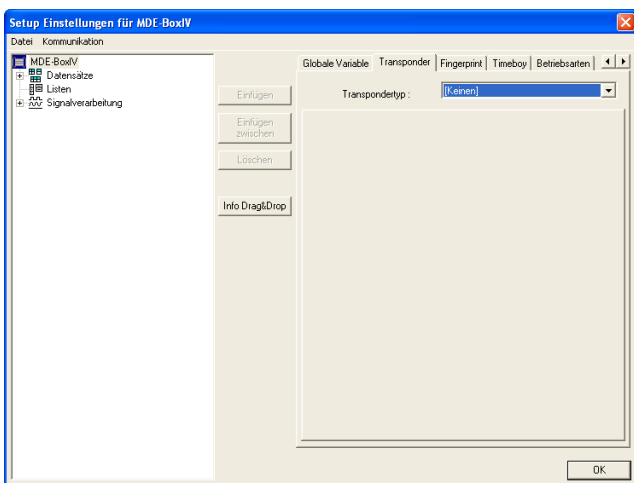 Setup Einstellungen für MDE-BoxIV
Datei Kommunikation
MDE-BoxIV
Datensätze
Listen
Signalverarbeitung
Einfügen
Einfügen
zwischen
Löschen
Info Drag&Drop
Globale Variable Transponder Fingerprint Timeboy Betriebsarten
Transpondertyp : [Keinen]
OK